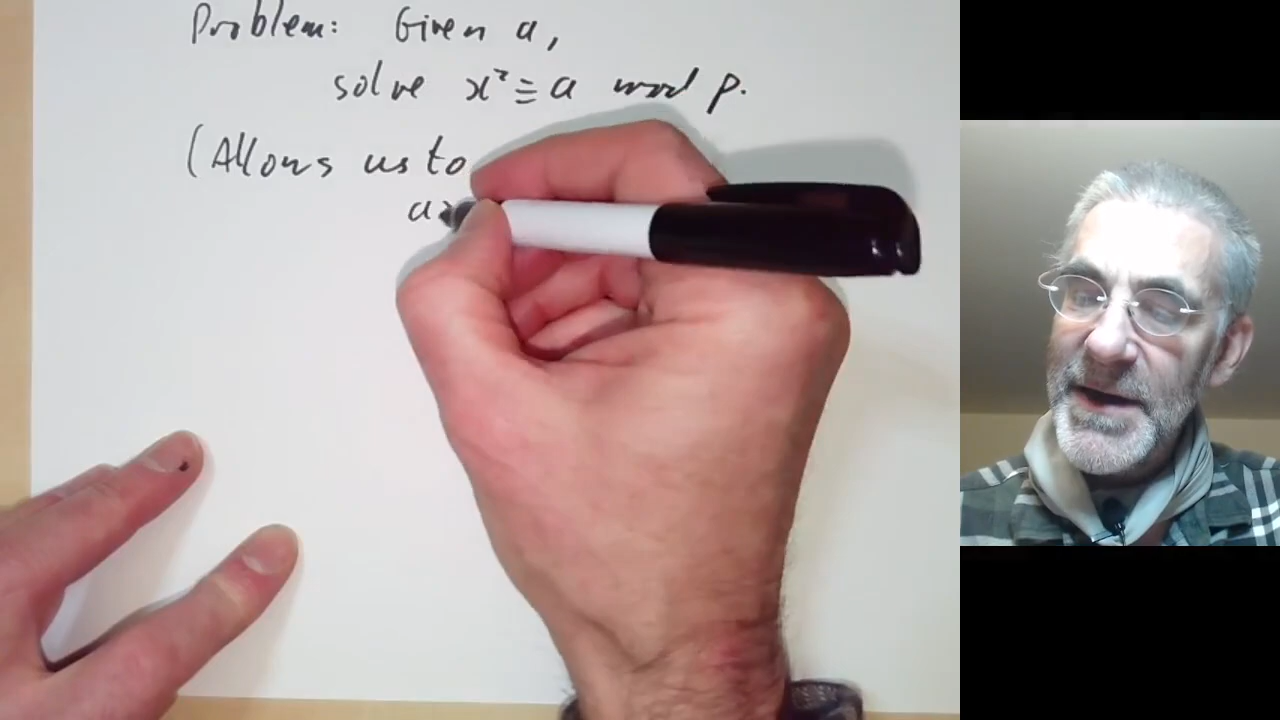 Problem: Given a,
solve x² ≡ a mod p.
(Allows us to
a